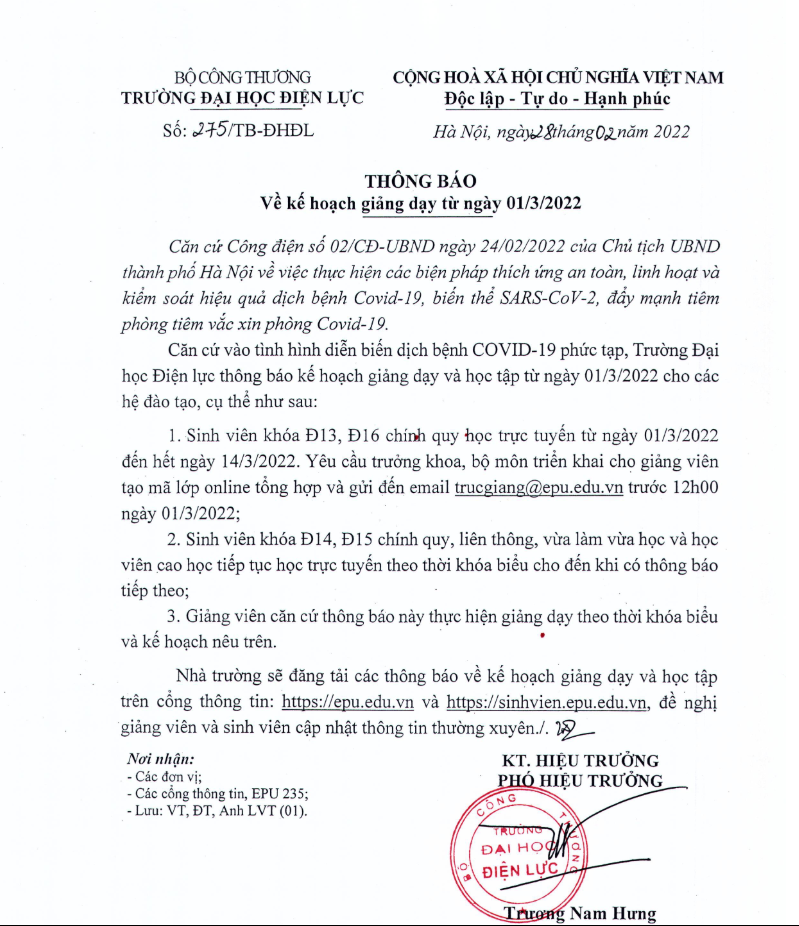 BỘ CÔNG THƯƠNG
TRƯỜNG ĐẠI HỌC ĐIỆN LỰC
Số: 275/TB-ĐHĐL
CỘNG HOÀ XÃ HỘI CHỦ NGHĨA VIỆT NAM
Độc lập - Tự do - Hạnh phúc
Hà Nội, ngày 28 tháng 02 năm 2022
THÔNG BÁO
Về kế hoạch giảng dạy từ ngày 01/3/2022
Căn cứ Công điện số 02/CĐ-UBND ngày 24/02/2022 của Chủ tịch UBND
thành phố Hà Nội về việc thực hiện các biện pháp thích ứng an toàn, linh hoạt và
kiểm soát hiệu quả dịch bệnh Covid-19, biến thể SARS-CoV-2, đẩy mạnh tiêm
phòng tiêm vắc xin phòng Covid-19.
Căn cứ vào tình hình diễn biến dịch bệnh COVID-19 phức tạp, Trường Đại
học Điện lực thông báo kế hoạch giảng dạy và học tập từ ngày 01/3/2022 cho các
hệ đào tạo, cụ thể như sau:
1. Sinh viên khóa Đ13, Đ16 chính quy học trực tuyến từ ngày 01/3/2022
đến hết ngày 14/3/2022. Yêu cầu trưởng khoa, bộ môn triển khai cho giảng viên
tạo mã lớp online tổng hợp và gửi đến email trucgiang@epu.edu.vn trước 12h00
ngày 01/3/2022;
2. Sinh viên khóa Đ14, Đ15 chính quy, liên thông, vừa làm vừa học và học
viên cao học tiếp tục học trực tuyến theo thời khóa biểu cho đến khi có thông báo
tiếp theo;
3. Giảng viên căn cứ thông báo này thực hiện giảng dạy theo thời khóa biểu
và kế hoạch nêu trên.
Nhà trường sẽ đăng tải các thông báo về kế hoạch giảng dạy và học tập
trên cổng thông tin: https://epu.edu.vn và https://sinhvien.epu.edu.vn, đề nghị
giảng viên và sinh viên cập nhật thông tin thường xuyên./.
Nơi nhận:
- Các đơn vị;
- Các cổng thông tin, EPU 235;
- Lưu: VT, ĐT, Anh LVT (01).
KT. HIỆU TRƯỞNG
PHÓ HIỆU TRƯỞNG
BỘ CÔNG THƯƠNG
TRƯỜNG
ĐẠI HỌC
ĐIỆN LỰC
Trương Nam Hưng